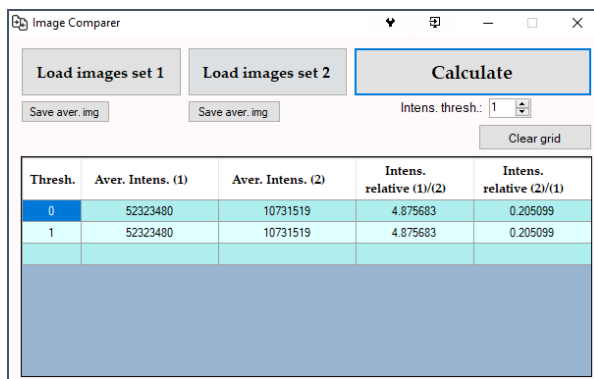 Image Comparer
Load images set 1 Load images set 2 Calculate
Save aver. img Save aver. img Intens. thresh.: 1
Clear grid
Thresh. Aver. Intens. (1) Aver. Intens. (2) Intens. relative (1)/(2) Intens. relative (2)/(1)
0 52323480 10731519 4.875683 0.205099
1 52323480 10731519 4.875683 0.205099